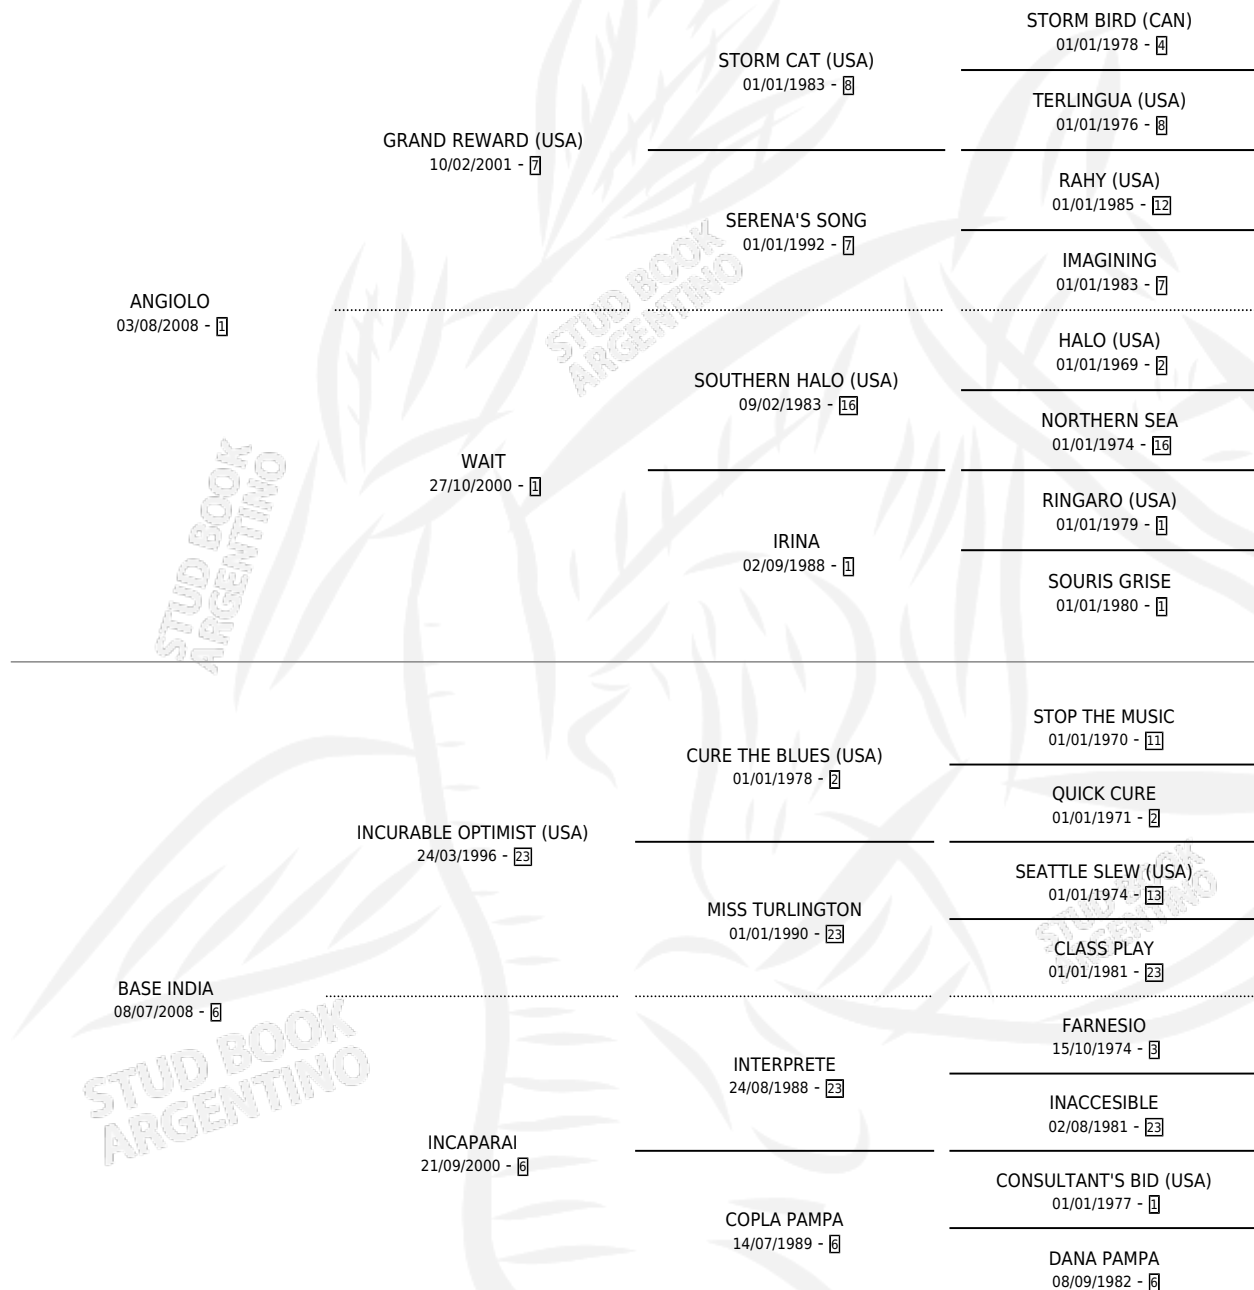 STORM BIRD (CAN)
01/01/1978 - 4
STORM CAT (USA)
01/01/1983 - 8
TERLINGUA (USA)
01/01/1976 - 8
GRAND REWARD (USA)
10/02/2001 - 7
RAHY (USA)
01/01/1985 - 12
SERENA'S SONG
01/01/1992 - 7
IMAGINING
01/01/1983 - 7
ANGIOLO
03/08/2008 - 1
HALO (USA)
01/01/1969 - 2
SOUTHERN HALO (USA)
09/02/1983 - 16
NORTHERN SEA
01/01/1974 - 16
WAIT
27/10/2000 - 1
RINGARO (USA)
01/01/1979 - 1
IRINA
02/09/1988 - 1
SOURIS GRISE
01/01/1980 - 1
STUD BOOK
ARGENTINO
STUD BOOK
ARGENTINO
STOP THE MUSIC
01/01/1970 - 11
CURE THE BLUES (USA)
01/01/1978 - 2
QUICK CURE
01/01/1971 - 2
INCURABLE OPTIMIST (USA)
24/03/1996 - 23
SEATTLE SLEW (USA)
01/01/1974 - 13
MISS TURLINGTON
01/01/1990 - 23
CLASS PLAY
01/01/1981 - 23
BASE INDIA
08/07/2008 - 6
FARNESIO
15/10/1974 - 3
INTERPRETE
24/08/1988 - 23
INACCESIBLE
02/08/1981 - 23
INCAPARAI
21/09/2000 - 6
CONSULTANT'S BID (USA)
01/01/1977 - 1
COPLA PAMPA
14/07/1989 - 6
DANA PAMPA
08/09/1982 - 6
STUD BOOK
ARGENTINO
STUD BOOK
ARGENTINO